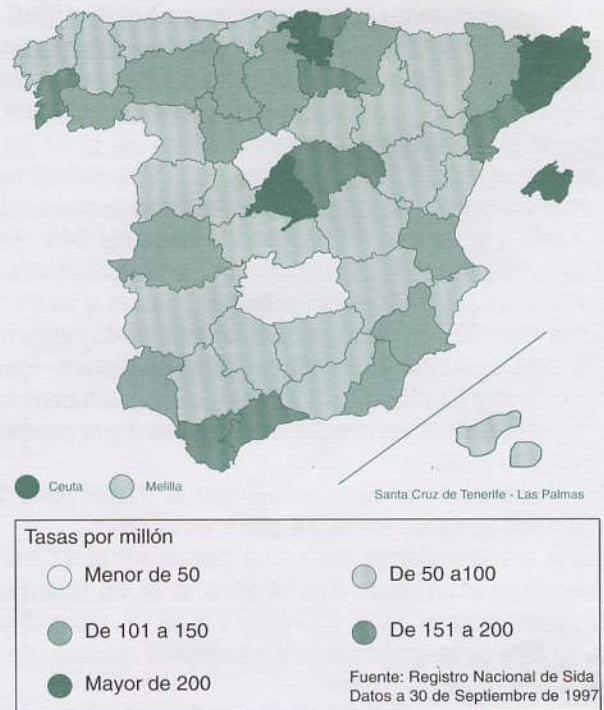 Ceuta
Melilla
Santa Cruz de Tenerife - Las Palmas
Tasas por millón
Menor de 50
De 50 a100
De 101 a 150
De 151 a 200
Mayor de 200
Fuente: Registro Nacional de Sida
Datos a 30 de Septiembre de 1997